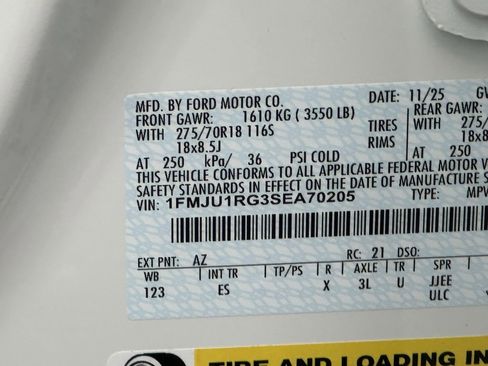 MFD. BY FORD MOTOR CO. DATE: 11/25 GV
FRONT GAWR: 1610 KG ( 3550 LB) REAR GAWR:
WITH 275/70R18 116S TIRES 275/
18x8.5J RIMS 18x8
AT 250 kPa/ 36 PSI COLD AT 250
THIS VEHICLE CONFORMS TO ALL APPLICABLE FEDERAL MOTOR V
SAFETY STANDARDS IN EFFECT ON THE DATE OF MANUFACTURE
VIN: 1FMJU1RG3SEA70205 TYPE: MPV
EXT PNT: AZ RC: 21 DSO:
WB INT TR TP/PS R AXLE TR SPR
123 ES X 3L U JJEE
ULC
TIRE AND LOADING IN